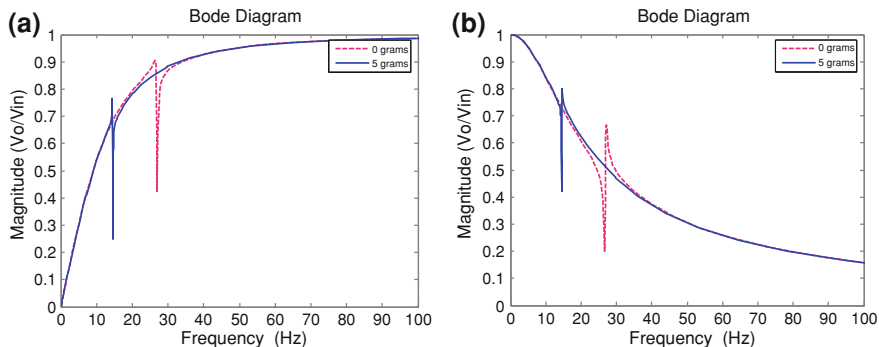 (a)
Bode Diagram
1
0.9
0.8
0.7
0.6
0.5
0.4
0.3
0.2
0.1
0
Magnitude (Vo/Vin)
0 grams
5 grams
0 10 20 30 40 50 60 70 80 90 100
Frequency (Hz)
(b)
Bode Diagram
1
0.9
0.8
0.7
0.6
0.5
0.4
0.3
0.2
0.1
0
Magnitude (Vo/Vin)
0 grams
5 grams
0 10 20 30 40 50 60 70 80 90 100
Frequency (Hz)